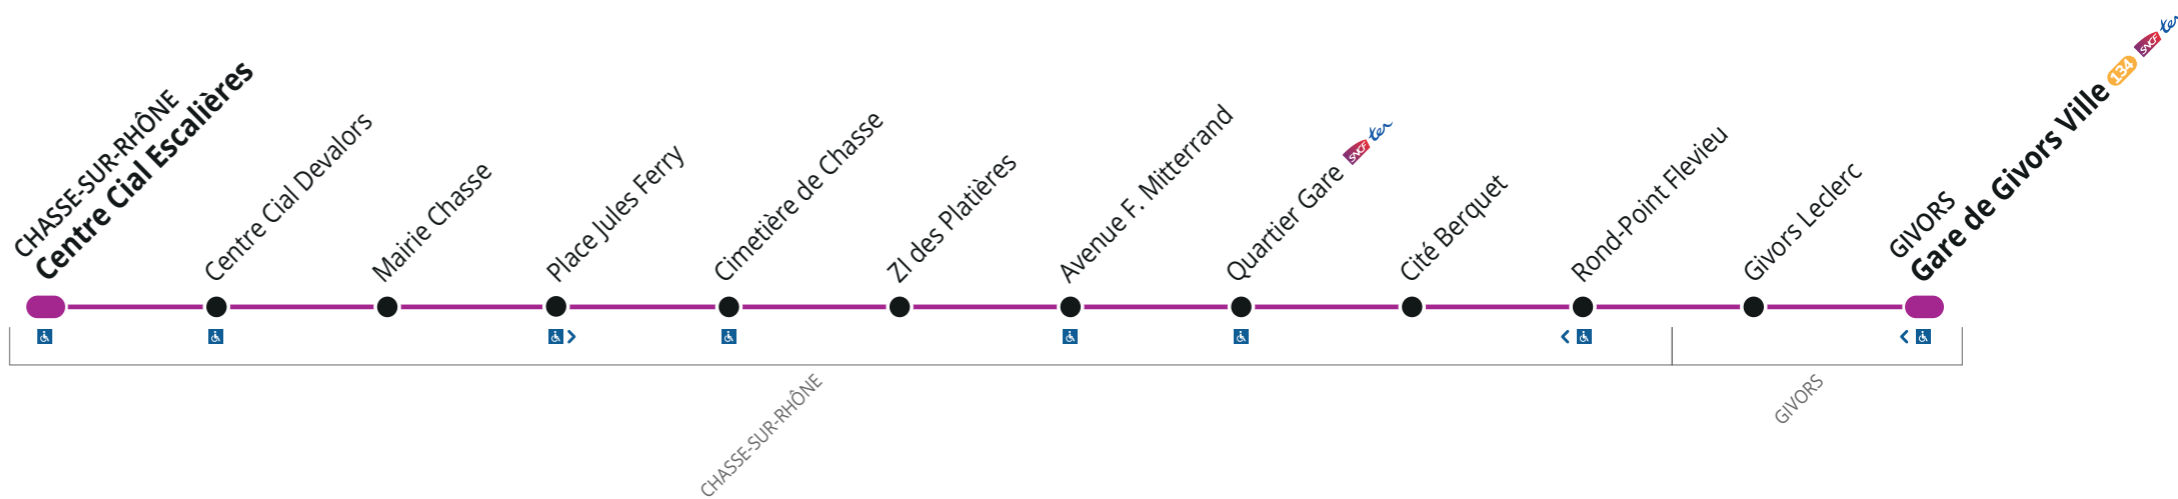 CHASSE-SUR-RHÔNE
Centre Cial Escalières
Centre Cial Devalors
Mairie Chasse
Place Jules Ferry
Cimetière de Chasse
ZI des Platières
Avenue F. Mitterrand
Quartier Gare SNCF ter
Cité Berquet
Rond-Point Flevieu
Givors Leclerc
GIVORS
Gare de Givors Ville 134 SNCF ter
CHASSE-SUR-RHÔNE
GIVORS